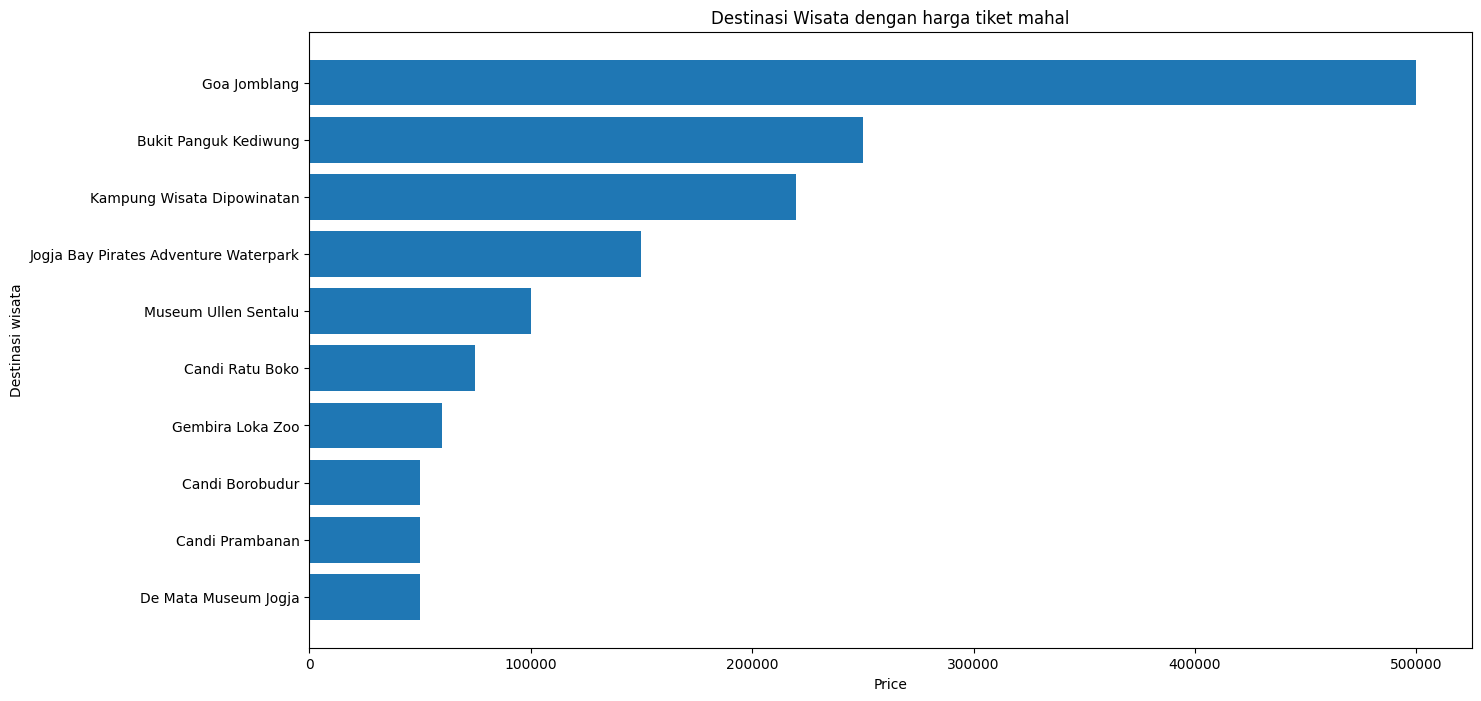 Destinasi Wisata dengan harga tiket mahal
Destinasi wisata
Goa Jomblang
Bukit Panguk Kediwung
Kampung Wisata Dipowinatan
Jogja Bay Pirates Adventure Waterpark
Museum Ullen Sentalu
Candi Ratu Boko
Gembira Loka Zoo
Candi Borobudur
Candi Prambanan
De Mata Museum Jogja
0 100000 200000 300000 400000 500000
Price